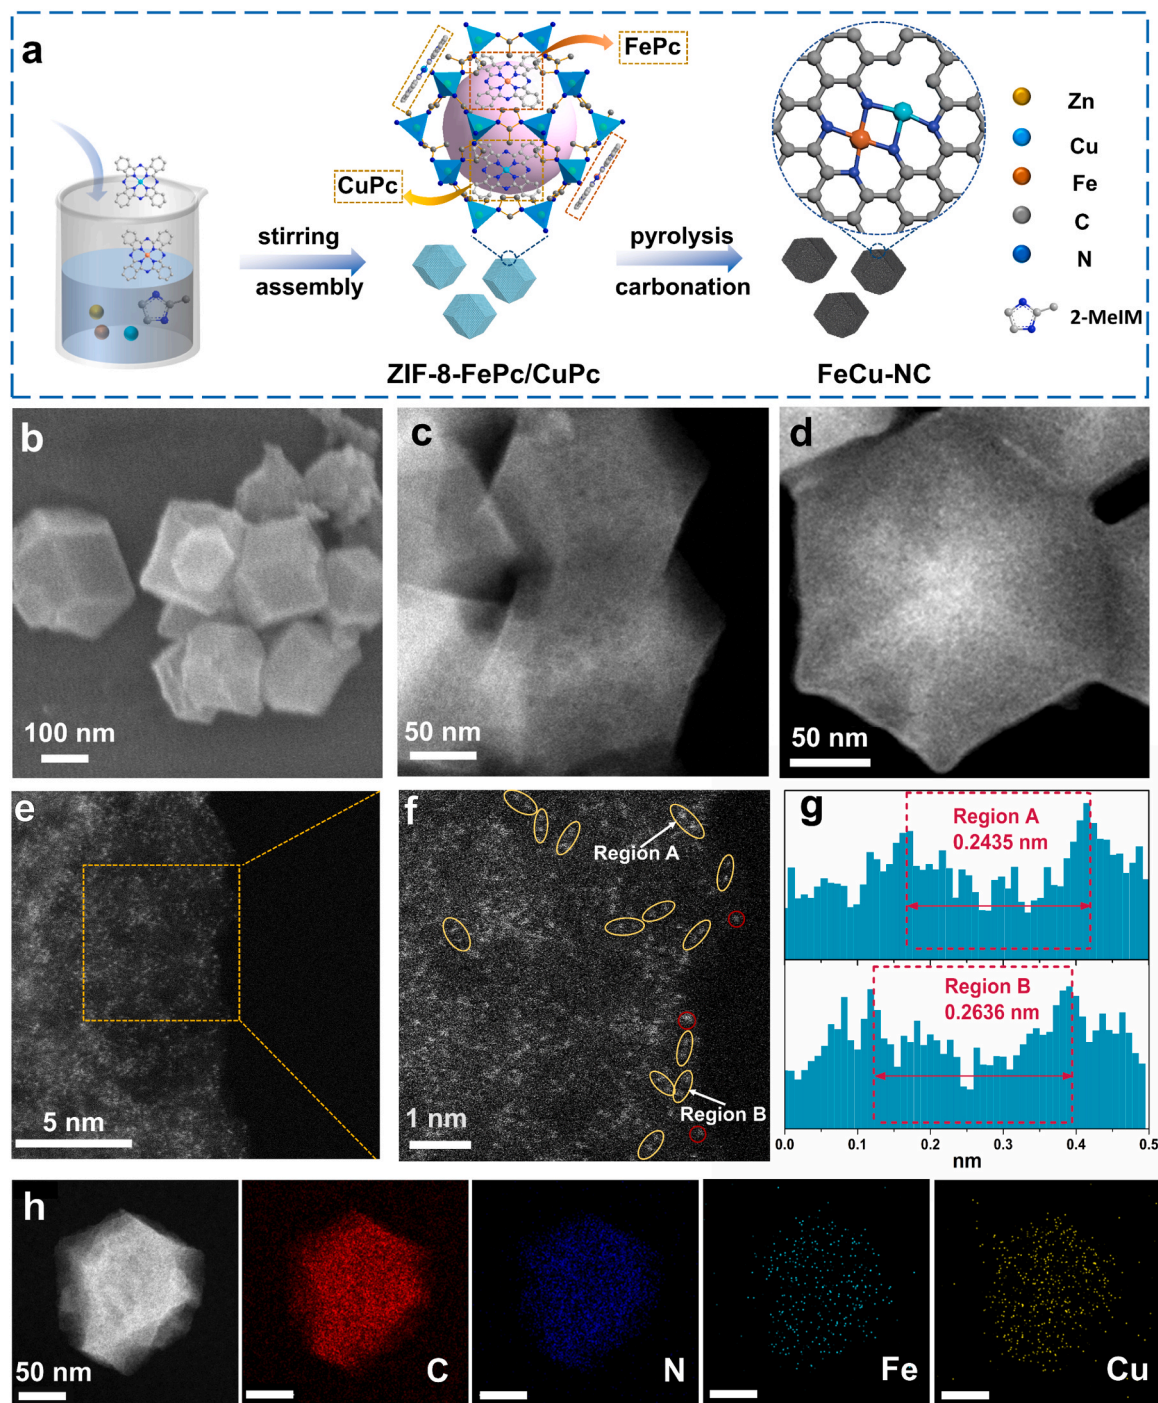 a
FePc
CuPc
stirring
assembly
pyrolysis
carbonation
Zn
Cu
Fe
C
N
2-MeIM
ZIF-8-FePc/CuPc
FeCu-NC
b
100 nm
c
50 nm
d
50 nm
e
5 nm
f
Region A
Region B
1 nm
g
Region A
0.2435 nm
Region B
0.2636 nm
0.0 0.1 0.2 0.3 0.4 0.5
nm
h
50 nm
C
N
Fe
Cu